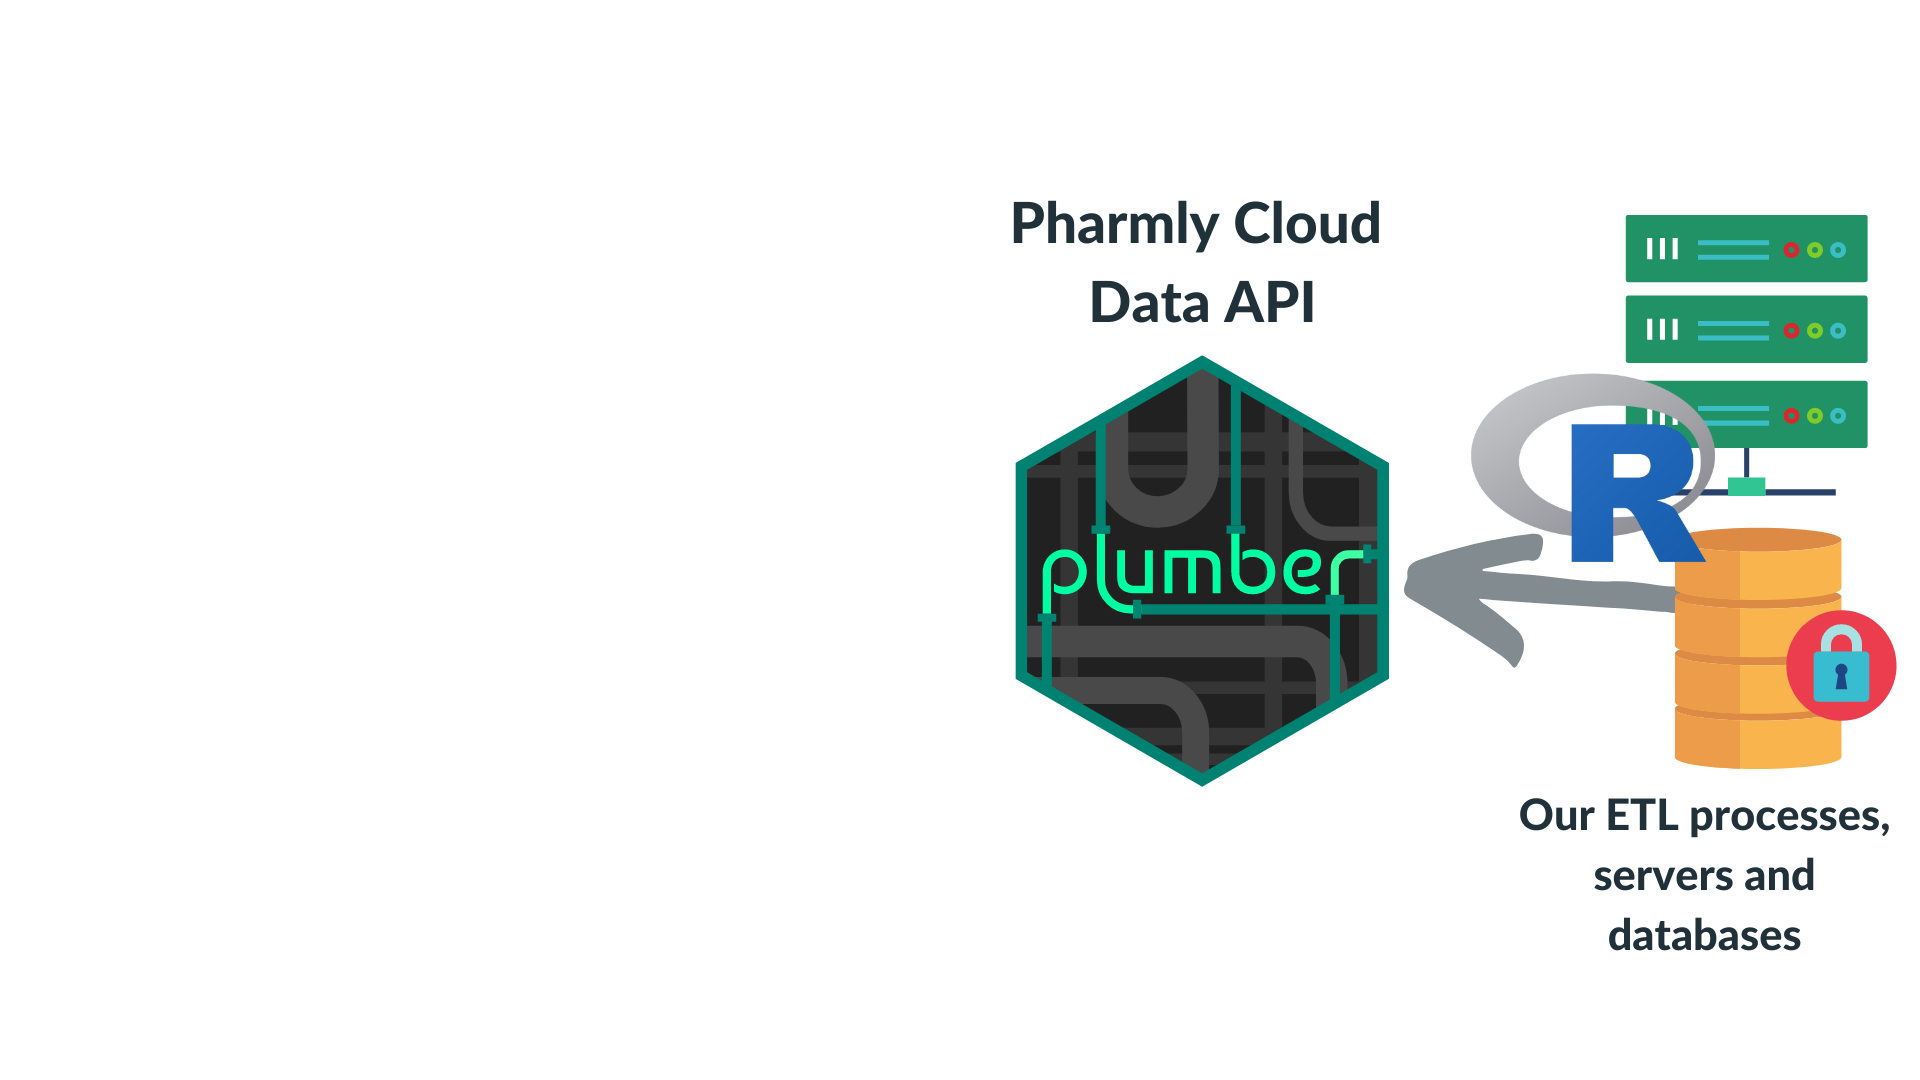 Pharmly Cloud
Data API
plumber
R
Our ETL processes,
servers and
databases